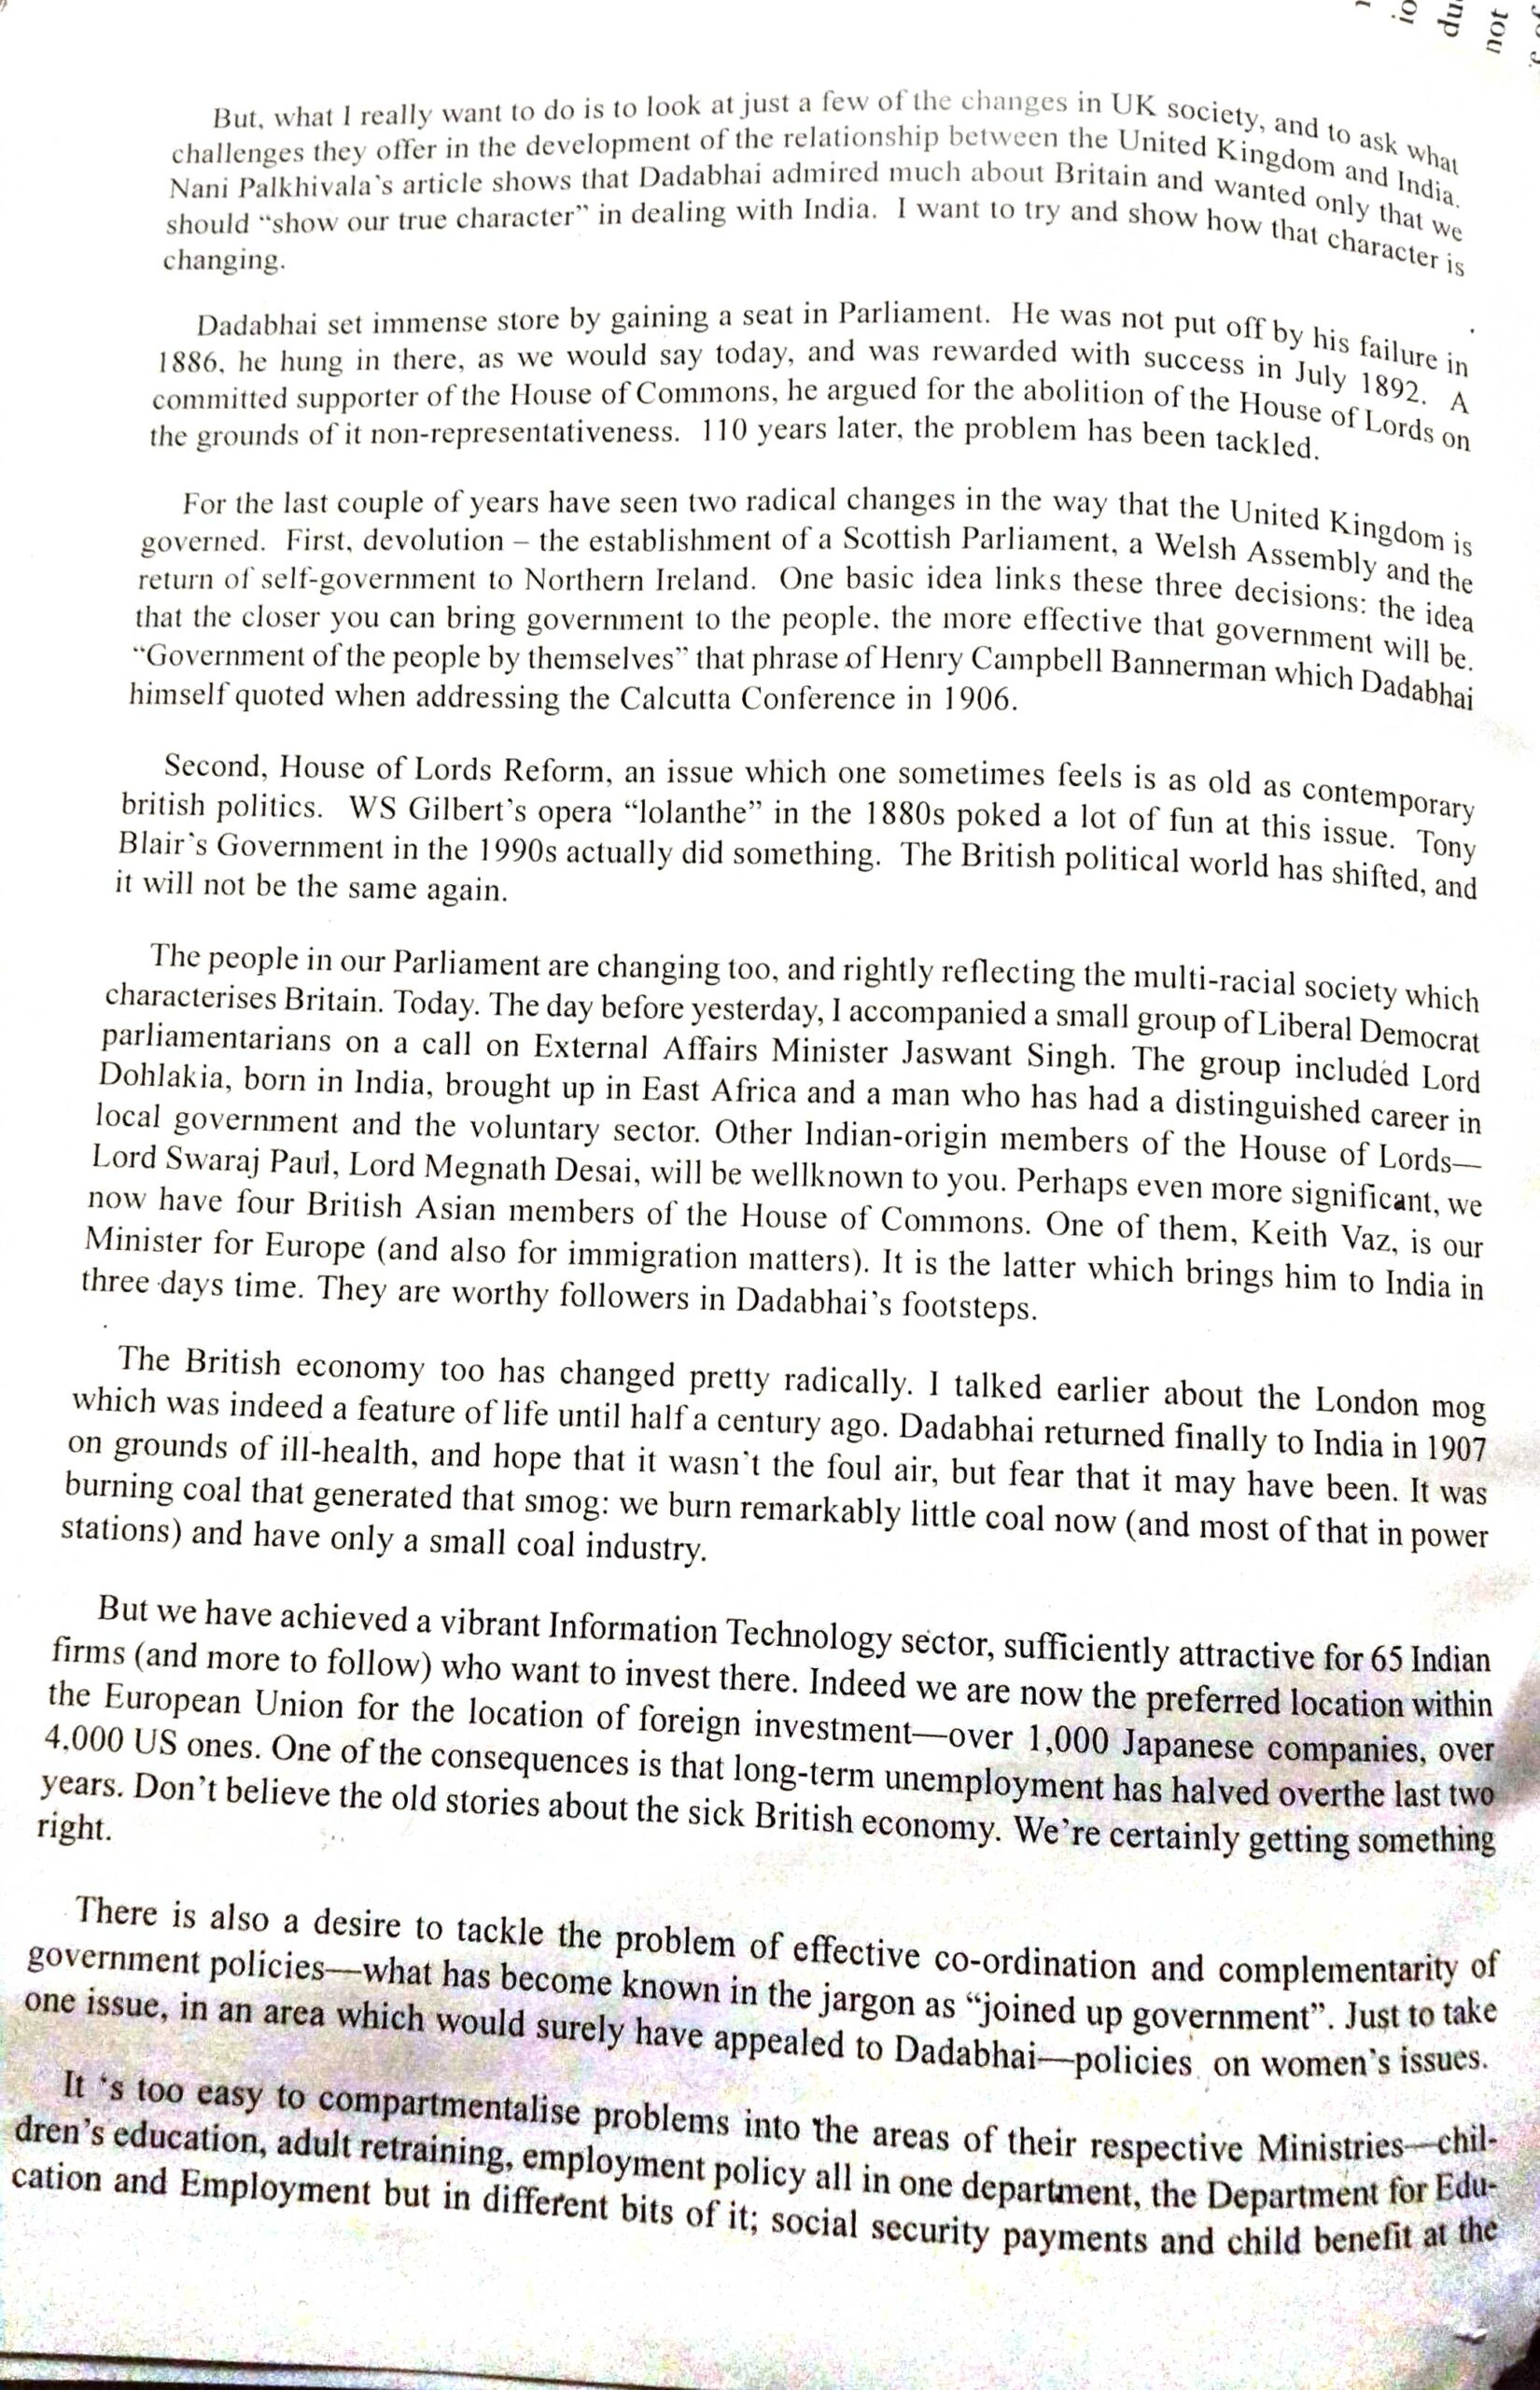 io
du
not
But, what I really want to do is to look at just a few of the changes in UK society, and to ask what
challenges they offer in the development of the relationship between the United Kingdom and India.
Nani Palkhivala's article shows that Dadabhai admired much about Britain and wanted only that we
should “show our true character” in dealing with India. I want to try and show how that character is
changing.
Dadabhai set immense store by gaining a seat in Parliament. He was not put off by his failure in
1886, he hung in there, as we would say today, and was rewarded with success in July 1892. A
committed supporter of the House of Commons, he argued for the abolition of the House of Lords on
the grounds of it non-representativeness. 110 years later, the problem has been tackled.
For the last couple of years have seen two radical changes in the way that the United Kingdom is
governed. First, devolution – the establishment of a Scottish Parliament, a Welsh Assembly and the
return of self-government to Northern Ireland. One basic idea links these three decisions: the idea
that the closer you can bring government to the people, the more effective that government will be.
“Government of the people by themselves” that phrase of Henry Campbell Bannerman which Dadabhai
himself quoted when addressing the Calcutta Conference in 1906.
Second, House of Lords Reform, an issue which one sometimes feels is as old as contemporary
british politics. WS Gilbert's opera “Iolanthe” in the 1880s poked a lot of fun at this issue. Tony
Blair's Government in the 1990s actually did something. The British political world has shifted, and
it will not be the same again.
The people in our Parliament are changing too, and rightly reflecting the multi-racial society which
characterises Britain. Today. The day before yesterday, I accompanied a small group of Liberal Democrat
parliamentarians on a call on External Affairs Minister Jaswant Singh. The group included Lord
Dohlakia, born in India, brought up in East Africa and a man who has had a distinguished career in
local government and the voluntary sector. Other Indian-origin members of the House of Lords—
Lord Swaraj Paul, Lord Megnath Desai, will be wellknown to you. Perhaps even more significant, we
now have four British Asian members of the House of Commons. One of them, Keith Vaz, is our
Minister for Europe (and also for immigration matters). It is the latter which brings him to India in
three days time. They are worthy followers in Dadabhai's footsteps.
The British economy too has changed pretty radically. I talked earlier about the London mog
which was indeed a feature of life until half a century ago. Dadabhai returned finally to India in 1907
on grounds of ill-health, and hope that it wasn't the foul air, but fear that it may have been. It was
burning coal that generated that smog: we burn remarkably little coal now (and most of that in power
stations) and have only a small coal industry.
But we have achieved a vibrant Information Technology sector, sufficiently attractive for 65 Indian
firms (and more to follow) who want to invest there. Indeed we are now the preferred location within
the European Union for the location of foreign investment—over 1,000 Japanese companies, over
4,000 US ones. One of the consequences is that long-term unemployment has halved overthe last two
years. Don't believe the old stories about the sick British economy. We're certainly getting something
right.
There is also a desire to tackle the problem of effective co-ordination and complementarity of
government policies—what has become known in the jargon as “joined up government”. Just to take
one issue, in an area which would surely have appealed to Dadabhai—policies on women's issues.
It 's too easy to compartmentalise problems into the areas of their respective Ministries—chil-
dren's education, adult retraining, employment policy all in one department, the Department for Edu-
cation and Employment but in different bits of it; social security payments and child benefit at the